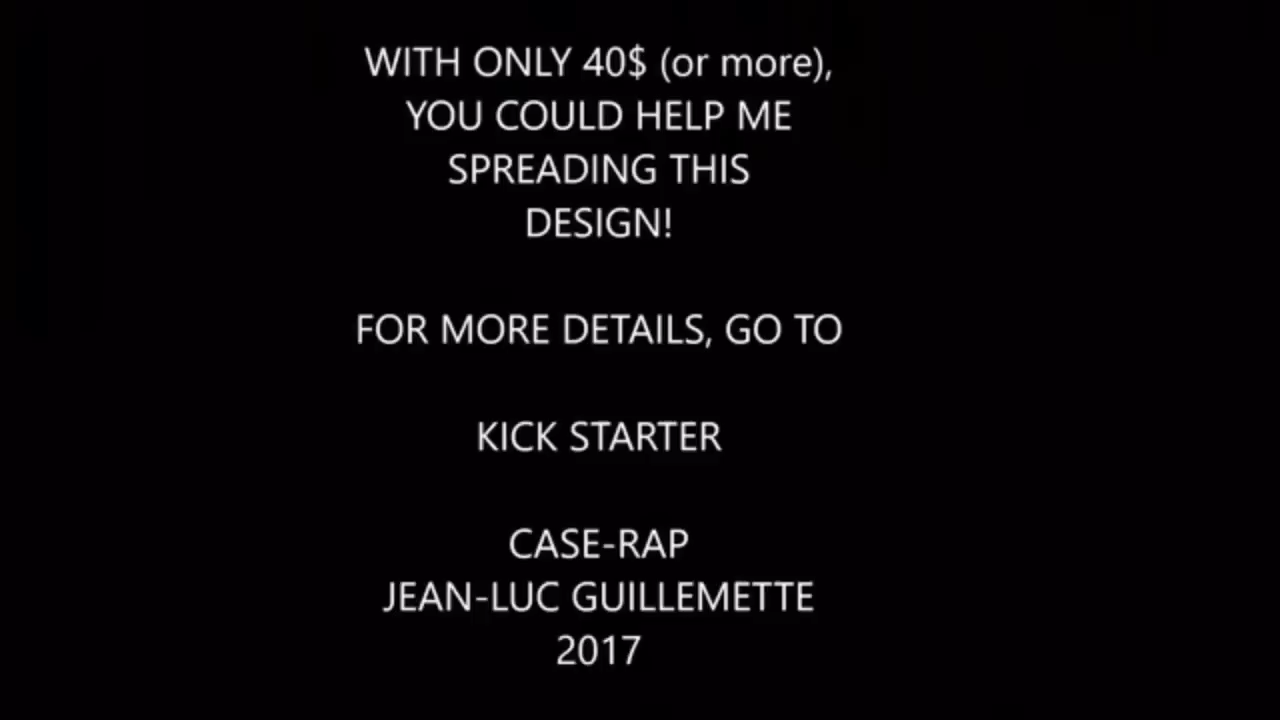 WITH ONLY 40$ (or more),
YOU COULD HELP ME
SPREADING THIS
DESIGN!
FOR MORE DETAILS, GO TO
KICK STARTER
CASE-RAP
JEAN-LUC GUILLEMETTE
2017